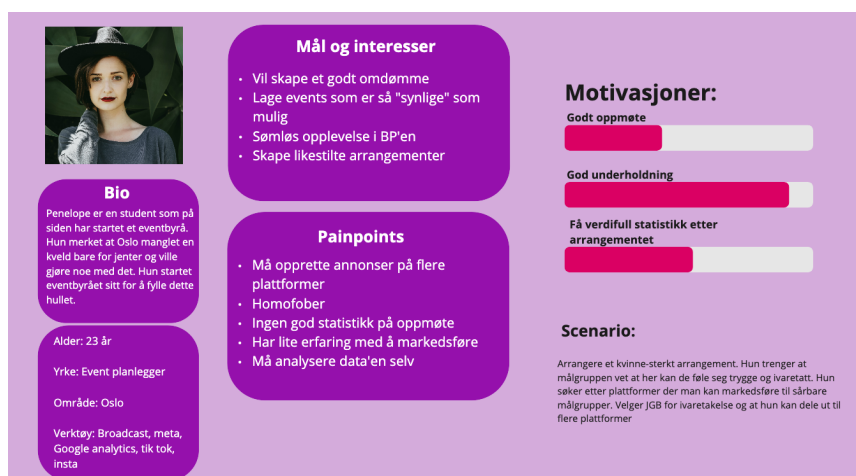 Bio
Penelope er en student som på
siden har startet et eventbyrå.
Hun merket at Oslo manglet en
kveld bare for jenter og ville
gjøre noe med det. Hun startet
eventbyrået sitt for å fylle dette
hullet.
Alder: 23 år
Yrke: Event planlegger
Område: Oslo
Verktøy: Broadcast, meta,
Google analytics, tik tok,
insta
Mål og interesser
• Vil skape et godt omdømme
• Lage events som er så "synlige" som
mulig
• Sømløs opplevelse i BP'en
• Skape likestilte arrangementer
Painpoints
• Må opprette annonser på flere
plattformer
• Homofober
• Ingen god statistikk på oppmøte
• Har lite erfaring med å markedsføre
• Må analysere data'en selv
Motivasjoner:
Godt oppmøte
God underholdning
Få verdifull statistikk etter
arrangementet
Scenario:
Arrangere et kvinne-sterkt arrangement. Hun trenger at
målgruppen vet at her kan de føle seg trygge og ivaretatt. Hun
søker etter plattformer der man kan markedsføre til sårbare
målgrupper. Velger JGB for ivaretakelse og at hun kan dele ut til
flere plattformer